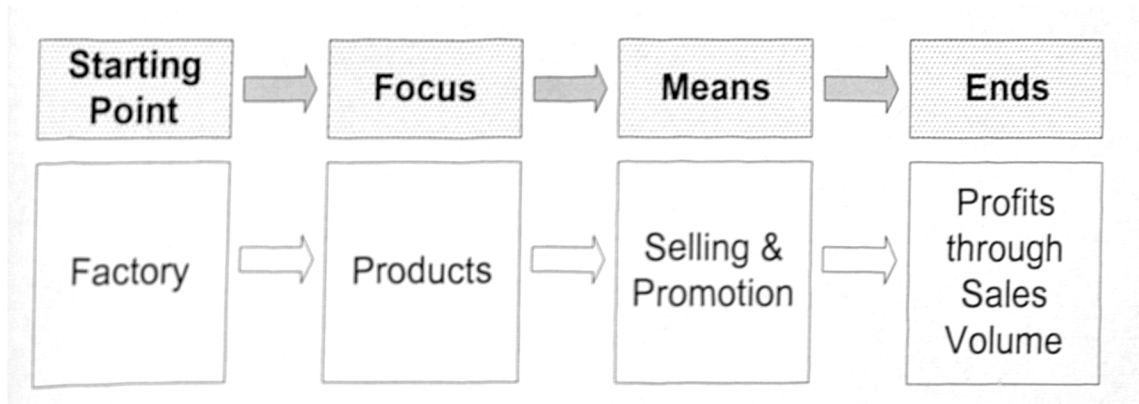 Starting
Point
Focus
Means
Ends
Factory
Products
Selling &
Promotion
Profits
through
Sales
Volume